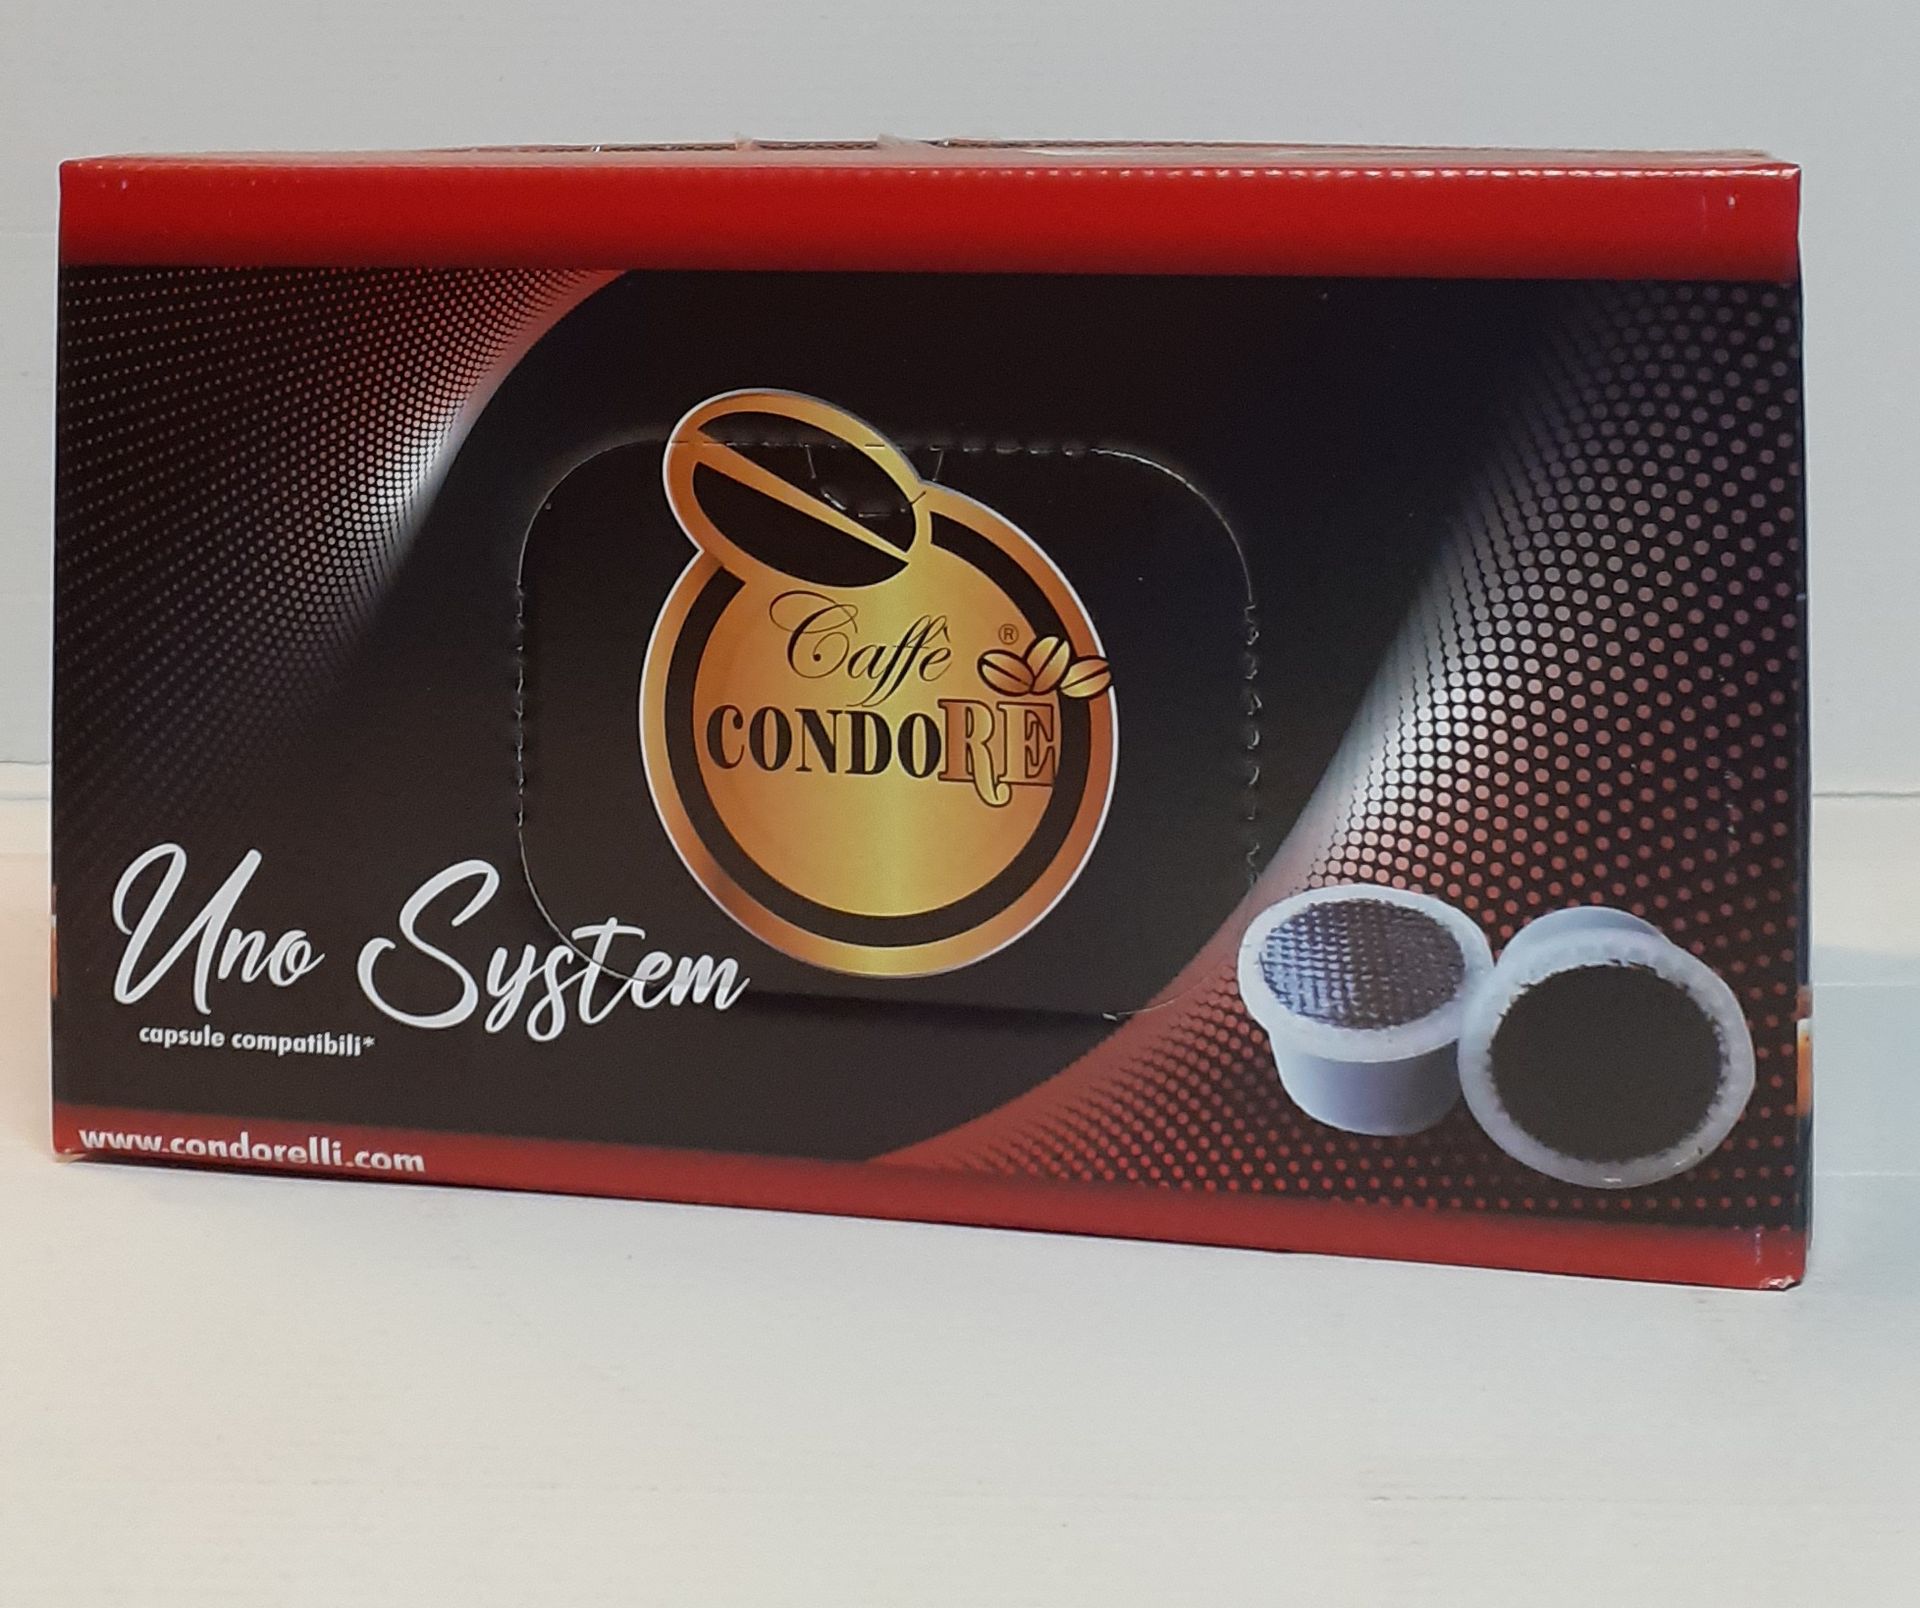 Caffè ®
CONDORE
Uno System
capsule compatibili*
www.condorelli.com